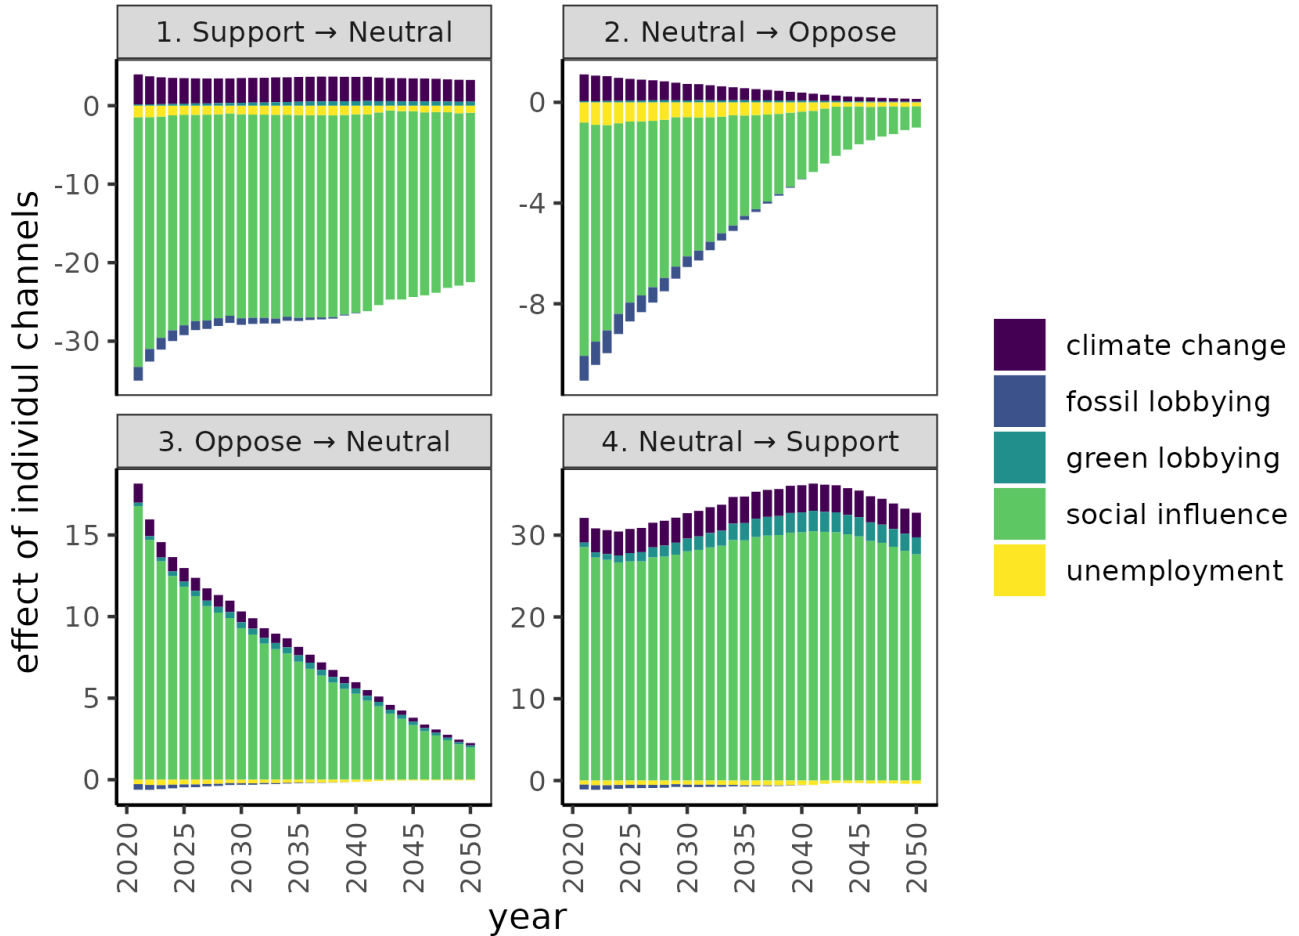 1. Support → Neutral
2. Neutral → Oppose
0
-10
-20
-30
0
-4
-8
3. Oppose → Neutral
4. Neutral → Support
15
10
5
0
30
20
10
0
2020
2025
2030
2035
2040
2045
2050
2020
2025
2030
2035
2040
2045
2050
year
effect of individul channels
climate change
fossil lobbying
green lobbying
social influence
unemployment